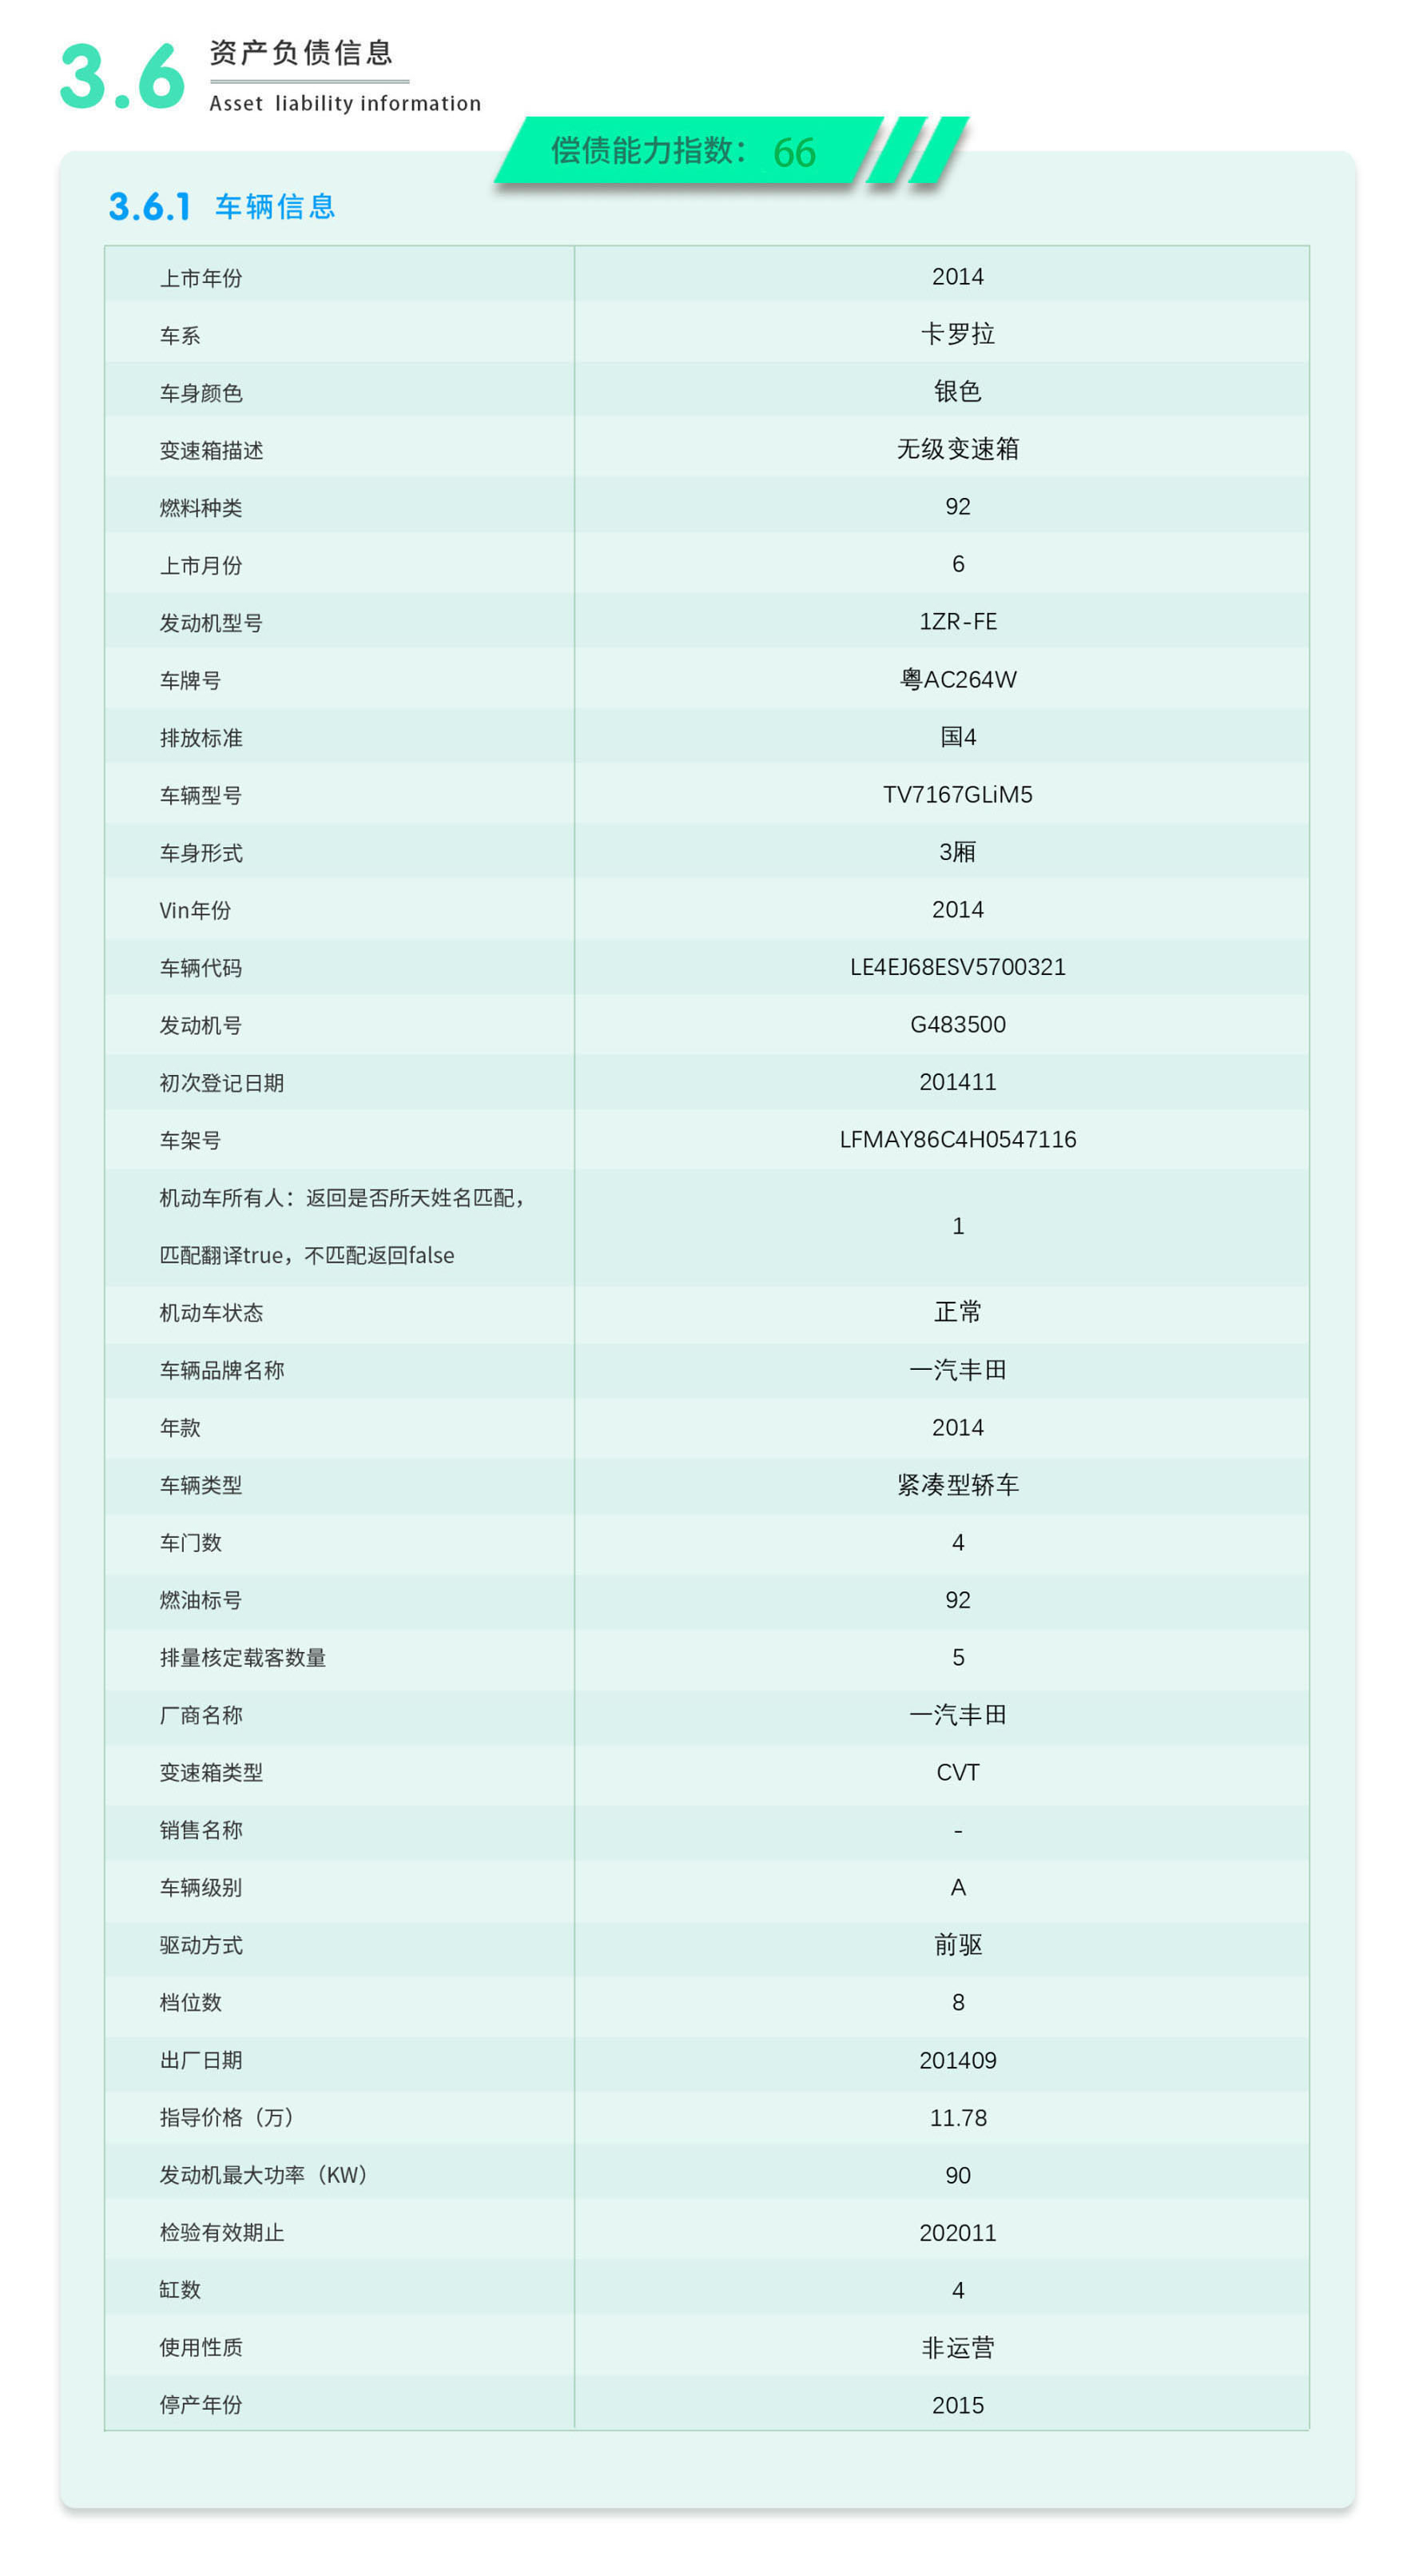 3.6 资产负债信息
Asset liability information
偿债能力指数： 66
3.6.1 车辆信息
上市年份 2014
车系 卡罗拉
车身颜色 银色
变速箱描述 无级变速箱
燃料种类 92
上市月份 6
发动机型号 1ZR-FE
车牌号 粤AC264W
排放标准 国4
车辆型号 TV7167GLiM5
车身形式 3厢
Vin年份 2014
车辆代码 LE4EJ68ESV5700321
发动机号 G483500
初次登记日期 201411
车架号 LFMAY86C4H0547116
机动车所有人：返回是否所天姓名匹配，
匹配翻译true，不匹配返回false 1
机动车状态 正常
车辆品牌名称 一汽丰田
年款 2014
车辆类型 紧凑型轿车
车门数 4
燃油标号 92
排量核定载客数量 5
厂商名称 一汽丰田
变速箱类型 CVT
销售名称 -
车辆级别 A
驱动方式 前驱
档位数 8
出厂日期 201409
指导价格（万） 11.78
发动机最大功率（KW） 90
检验有效期止 202011
缸数 4
使用性质 非运营
停产年份 2015